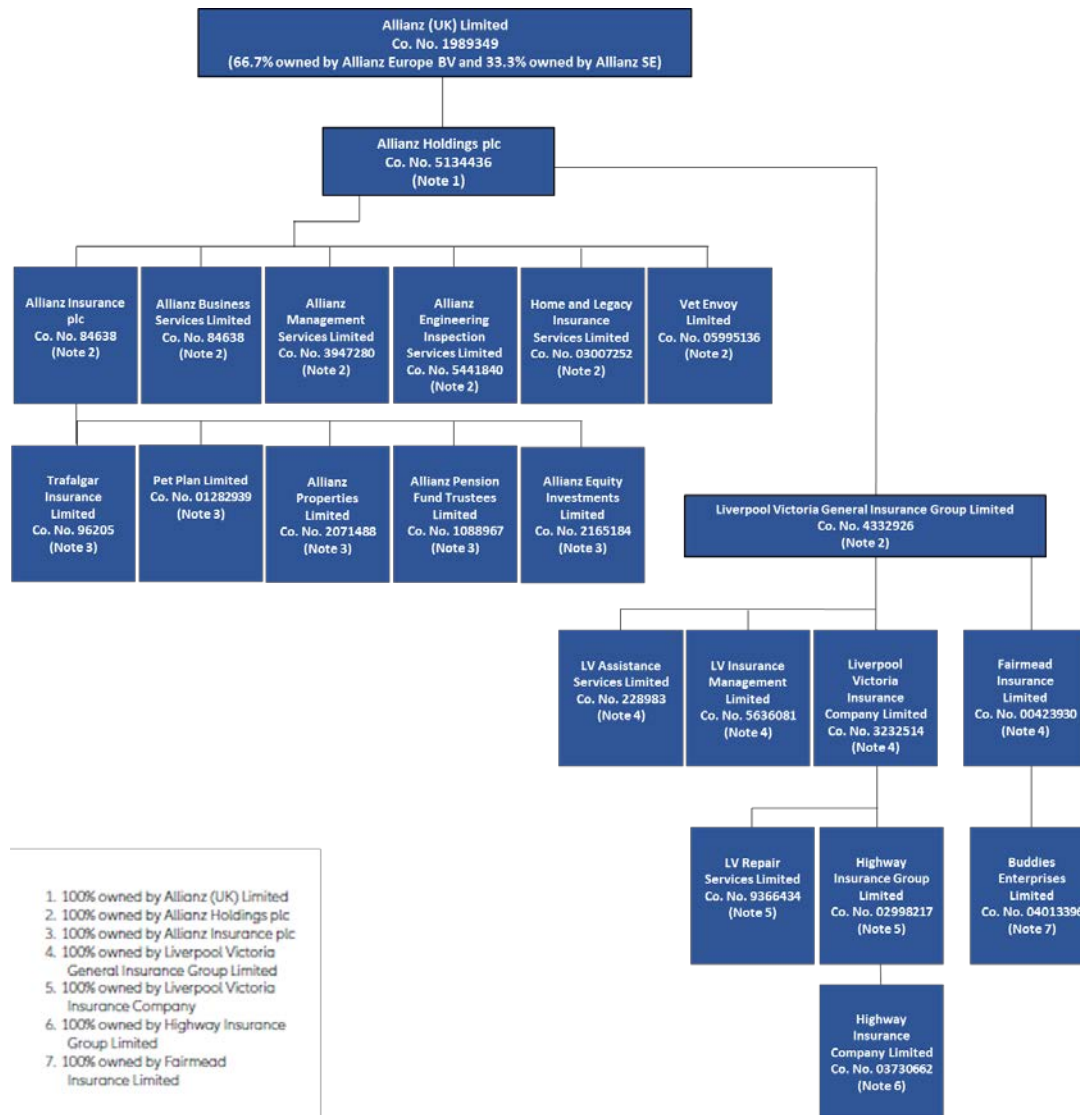 Allianz (UK) Limited
Co. No. 1989349
(66.7% owned by Allianz Europe BV and 33.3% owned by Allianz SE)
Allianz Holdings plc
Co. No. 5134436
(Note 1)
Allianz Insurance
plc
Co. No. 84638
(Note 2)
Allianz Business
Services Limited
Co. No. 84638
(Note 2)
Allianz
Management
Services Limited
Co. No. 3947280
(Note 2)
Allianz
Engineering
Inspection
Services Limited
Co. No. 5441840
(Note 2)
Home and Legacy
Insurance
Services Limited
Co. No. 03007252
(Note 2)
Vet Envoy
Limited
Co. No. 05995136
(Note 2)
Trafalgar
Insurance
Limited
Co. No. 96205
(Note 3)
Pet Plan Limited
Co. No. 01282939
(Note 3)
Allianz
Properties
Limited
Co. No. 2071488
(Note 3)
Allianz Pension
Fund Trustees
Limited
Co. No. 1088967
(Note 3)
Allianz Equity
Investments
Limited
Co. No. 2165184
(Note 3)
Liverpool Victoria General Insurance Group Limited
Co. No. 4332926
(Note 2)
LV Assistance
Services Limited
Co. No. 228983
(Note 4)
LV Insurance
Management
Limited
Co. No. 5636081
(Note 4)
Liverpool
Victoria
Insurance
Company Limited
Co. No. 3232514
(Note 4)
Fairmead
Insurance
Limited
Co. No. 00423930
(Note 4)
LV Repair
Services Limited
Co. No. 9366434
(Note 5)
Highway
Insurance Group
Limited
Co. No. 02998217
(Note 5)
Buddies
Enterprises
Limited
Co. No. 04013396
(Note 7)
Highway
Insurance
Company Limited
Co. No. 03730662
(Note 6)
1. 100% owned by Allianz (UK) Limited
2. 100% owned by Allianz Holdings plc
3. 100% owned by Allianz Insurance plc
4. 100% owned by Liverpool Victoria
General Insurance Group Limited
5. 100% owned by Liverpool Victoria
Insurance Company
6. 100% owned by Highway Insurance
Group Limited
7. 100% owned by Fairmead
Insurance Limited